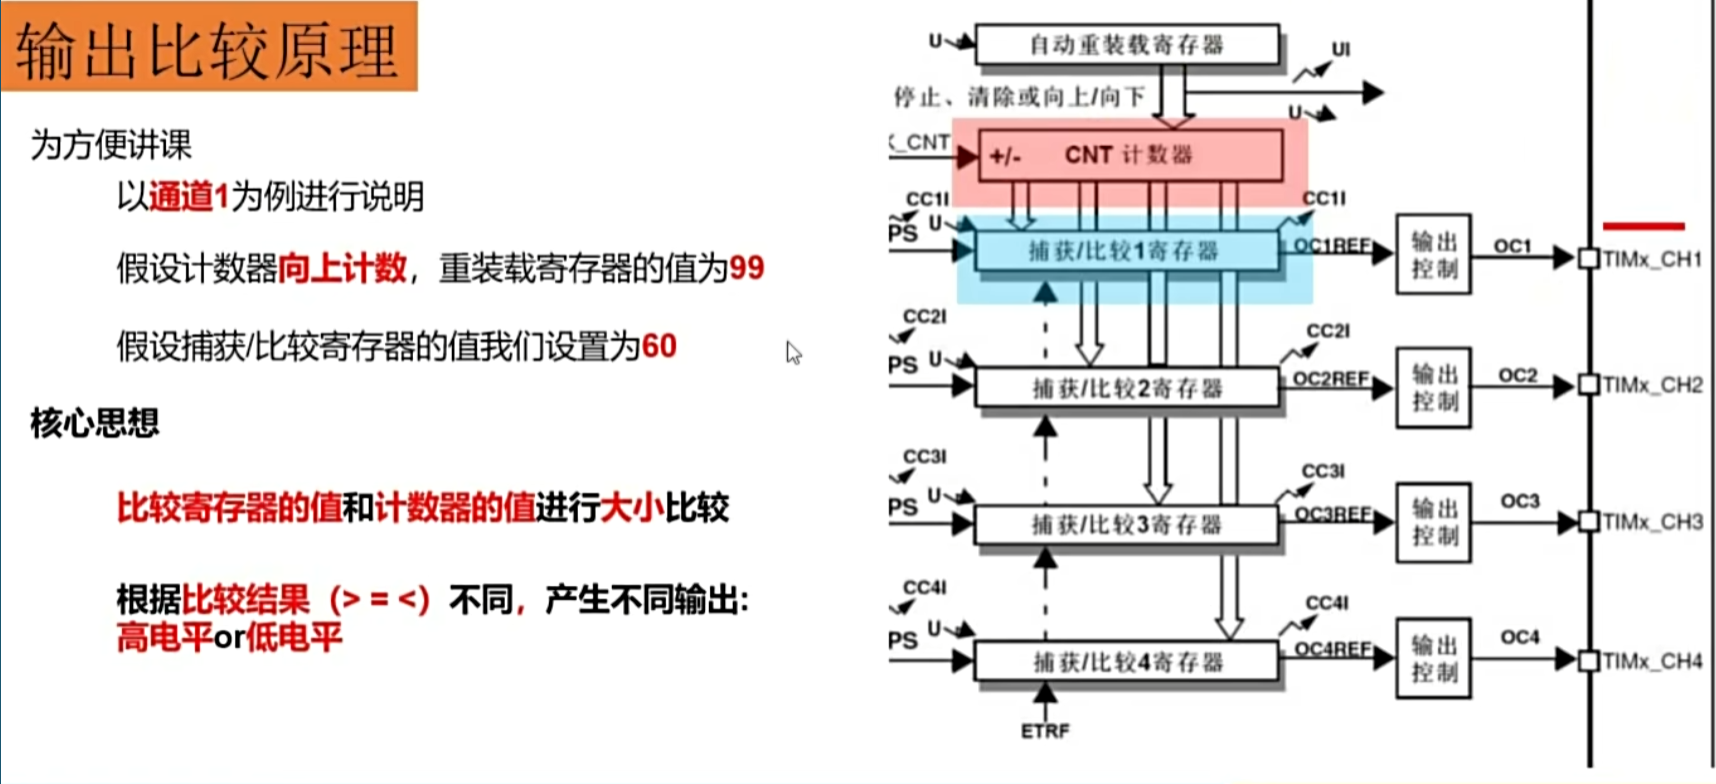 输出比较原理
为方便讲课
以通道1为例进行说明
假设计数器向上计数，重装载寄存器的值为99
假设捕获/比较寄存器的值我们设置为60
核心思想
比较寄存器的值和计数器的值进行大小比较
根据比较结果（> = <）不同，产生不同输出:
高电平or低电平
U
自动重装载寄存器
UI
停止、清除或向上/向下
U
_CNT
+/-
CNT 计数器
CC1I
U
PS
捕获/比较1寄存器
CC1I
OC1REF
输出
控制
OC1
TIMx_CH1
CC2I
U
PS
捕获/比较2寄存器
CC2I
OC2REF
输出
控制
OC2
TIMx_CH2
CC3I
U
PS
捕获/比较3寄存器
CC3I
OC3REF
输出
控制
OC3
TIMx_CH3
CC4I
U
PS
捕获/比较4寄存器
CC4I
OC4REF
输出
控制
OC4
TIMx_CH4
ETRF